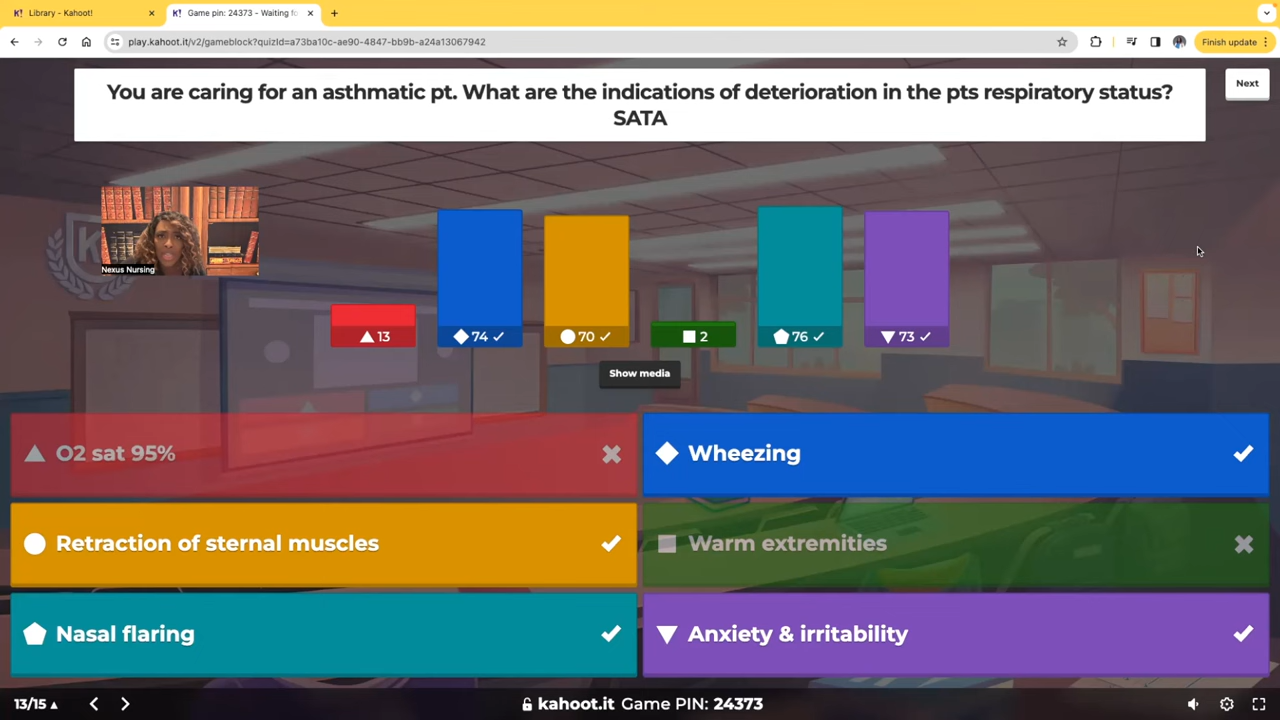 Library - Kahoot!
Game pin: 24373 - Waiting fo
play.kahoot.it/v2/gameblock?quizId=a73ba10c-ae90-4847-bb9b-a24a13067942
Finish update
You are caring for an asthmatic pt. What are the indications of deterioration in the pts respiratory status?
SATA
Next
Nexus Nursing
13
74
70
2
76
73
Show media
O2 sat 95%
Wheezing
Retraction of sternal muscles
Warm extremities
Nasal flaring
Anxiety & irritability
13/15
kahoot.it Game PIN: 24373